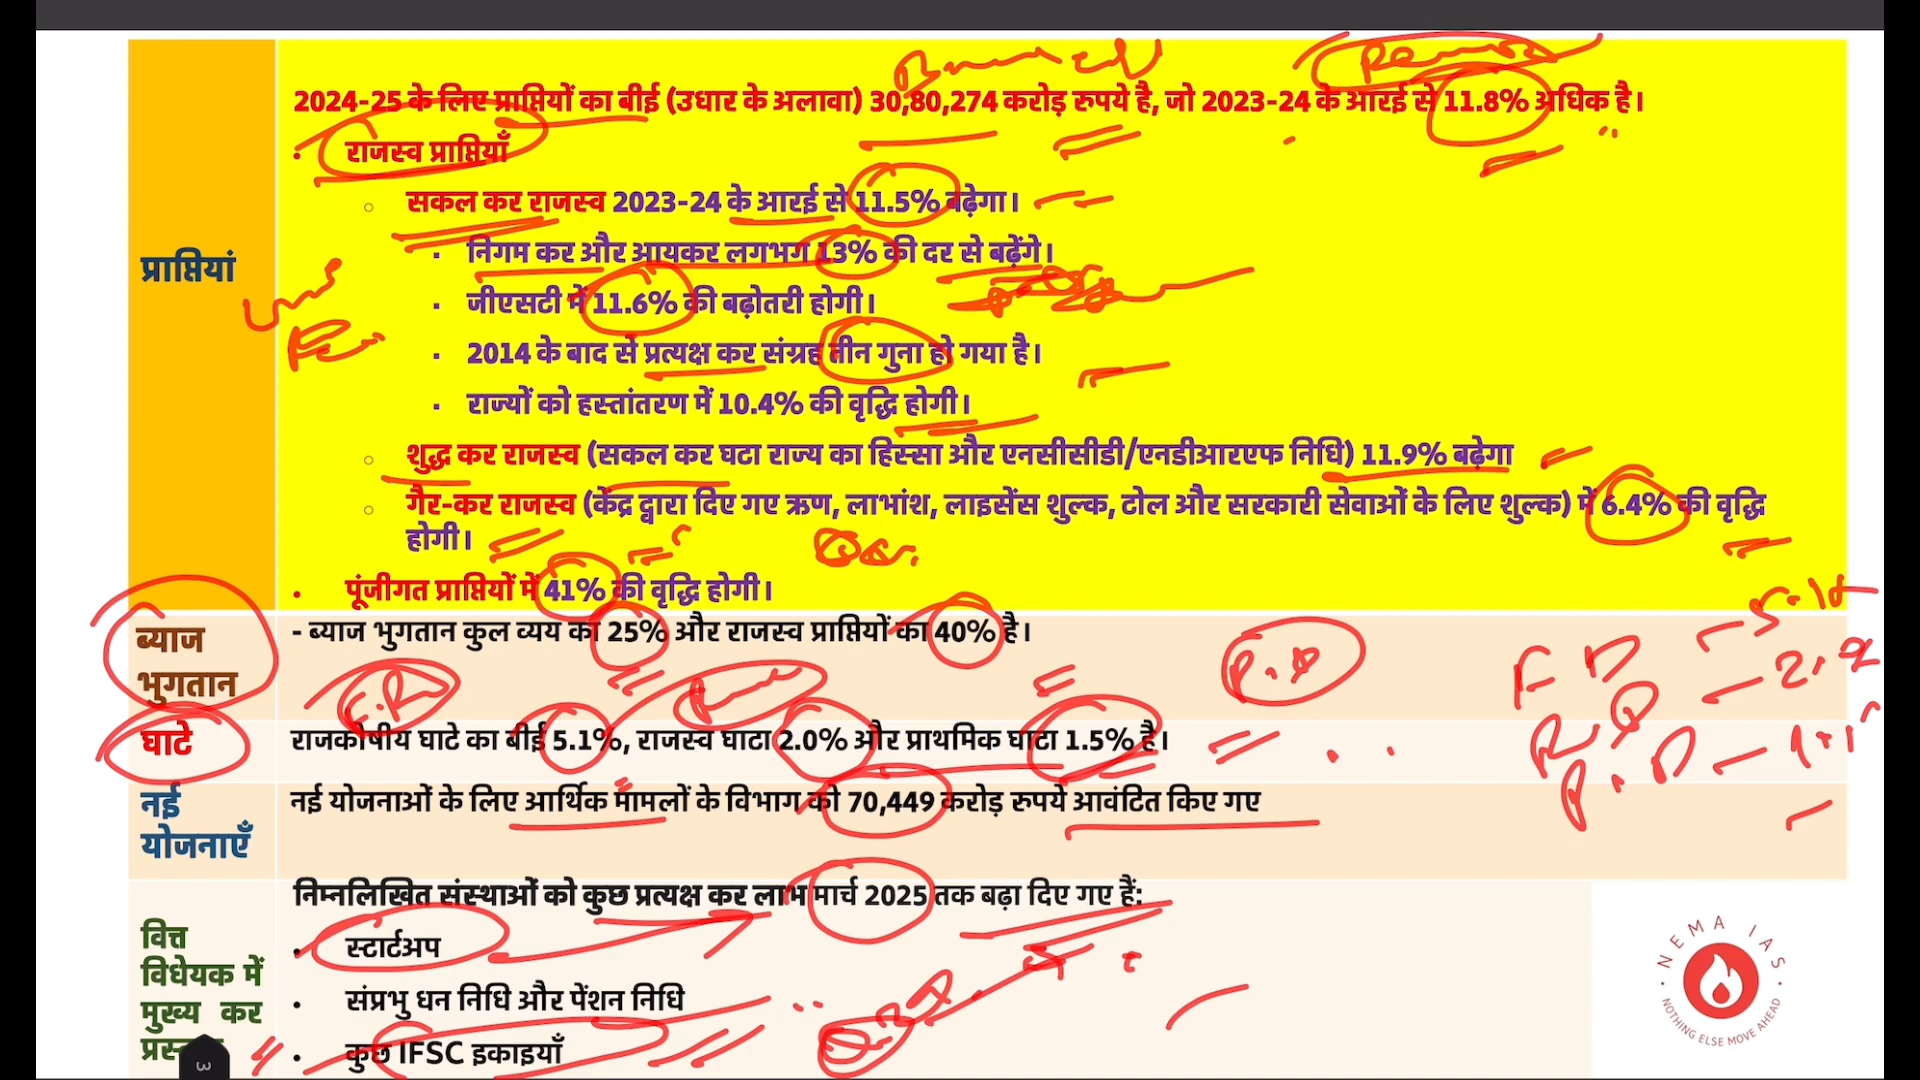 2024-25 के लिए प्राप्तियों का बीई (उधार के अलावा) 30,80,274 करोड़ रुपये है, जो 2023-24 के आरई से 11.8% अधिक है।
• राजस्व प्राप्तियाँ
○ सकल कर राजस्व 2023-24 के आरई से 11.5% बढ़ेगा।
▪ निगम कर और आयकर लगभग 13% की दर से बढ़ेंगे।
प्राप्तियां
▪ जीएसटी में 11.6% की बढ़ोतरी होगी।
▪ 2014 के बाद से प्रत्यक्ष कर संग्रह तीन गुना हो गया है।
▪ राज्यों को हस्तांतरण में 10.4% की वृद्धि होगी।
○ शुद्ध कर राजस्व (सकल कर घटा राज्य का हिस्सा और एनसीसीडी/एनडीआरएफ निधि) 11.9% बढ़ेगा
○ गैर-कर राजस्व (केंद्र द्वारा दिए गए ऋण, लाभांश, लाइसेंस शुल्क, टोल और सरकारी सेवाओं के लिए शुल्क) में 6.4% की वृद्धि
होगी।
• पूंजीगत प्राप्तियों में 41% की वृद्धि होगी।
ब्याज
भुगतान
- ब्याज भुगतान कुल व्यय का 25% और राजस्व प्राप्तियों का 40% है।
घाटे
राजकोषीय घाटे का बीई 5.1%, राजस्व घाटा 2.0% और प्राथमिक घाटा 1.5% है।
F D
R D
P. D
नई
योजनाएँ
नई योजनाओं के लिए आर्थिक मामलों के विभाग को 70,449 करोड़ रुपये आवंटित किए गए
वित्त
विधेयक में
मुख्य कर
निम्नलिखित संस्थाओं को कुछ प्रत्यक्ष कर लाभ मार्च 2025 तक बढ़ा दिए गए हैं:
• स्टार्टअप
• संप्रभु धन निधि और पेंशन निधि
• कुछ IFSC इकाइयाँ
NEMA IAS
NOTHING ELSE MOVE AHEAD
3